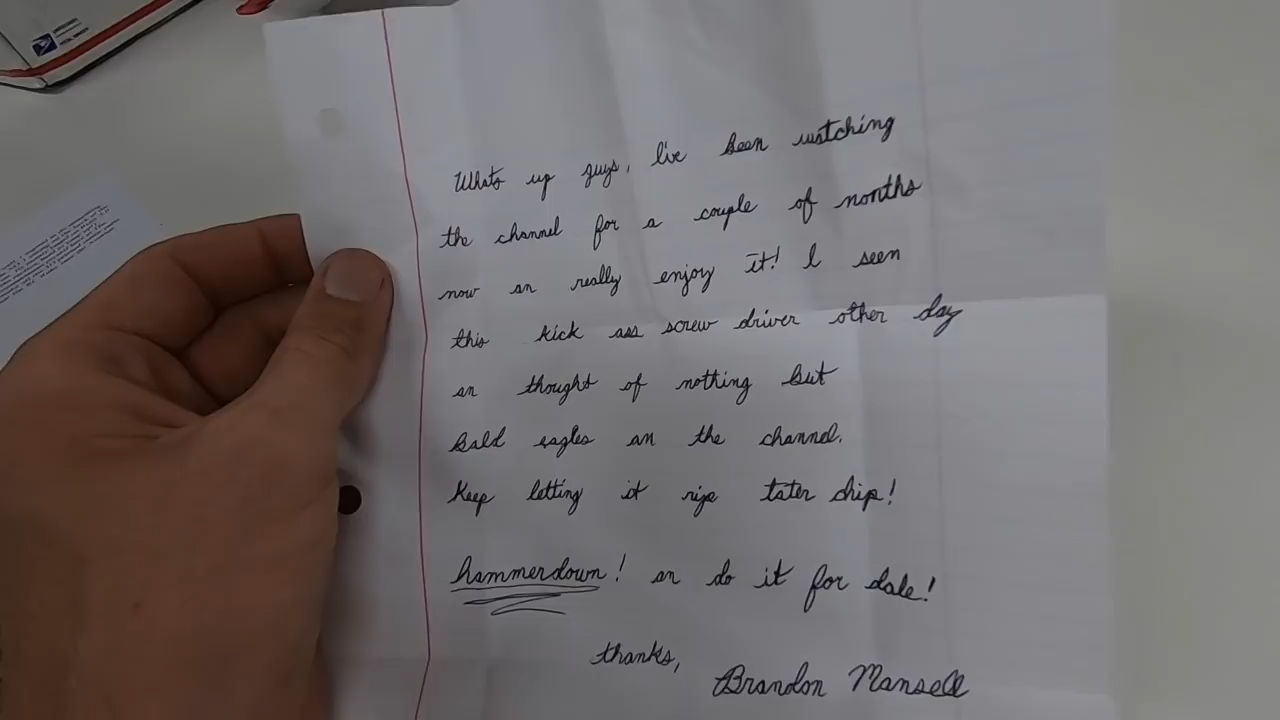 Whats up guys, I've been watching
the channel for a couple of months
now an really enjoy it! I seen
this kick ass screw driver other day
an thought of nothing but
Bald eagles an the channel.
Keep letting it rip tater chip!
hammerdown! an do it for dale!
thanks,
Brandon Mansell